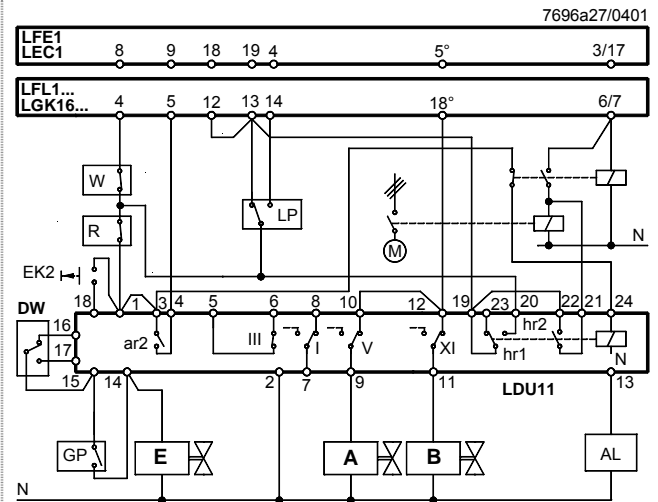 7696a27/0401
LFE1
LEC1
8 9 18 19 4 5° 3/17
LFL1...
LGK16...
4 5 12 13 14 18° 6/7
W
R
LP
M
N
EK2
DW
18 1 3 4 5 6 8 10 12 19 23 20 22 21 24
16
17
ar2
III
I
V
XI
hr2
hr1
N
15 14 2 7 9 11 13
LDU11
GP
E
A
B
AL
N